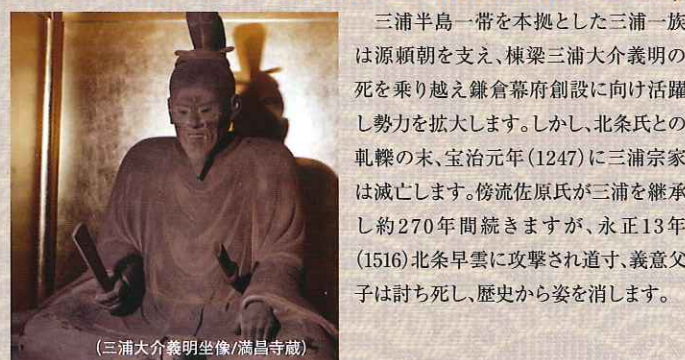 三浦半島一帯を本拠とした三浦一族
は源頼朝を支え、棟梁三浦大介義明の
死を乗り越え鎌倉幕府創設に向け活躍
し勢力を拡大します。しかし、北条氏との
軋轢の末、宝治元年(1247)に三浦宗家
は滅亡します。傍流佐原氏が三浦を継承
し約270年間続きますが、永正13年
(1516)北条早雲に攻撃され道寸、義意父
子は討ち死し、歴史から姿を消します。
(三浦大介義明坐像/満昌寺蔵)